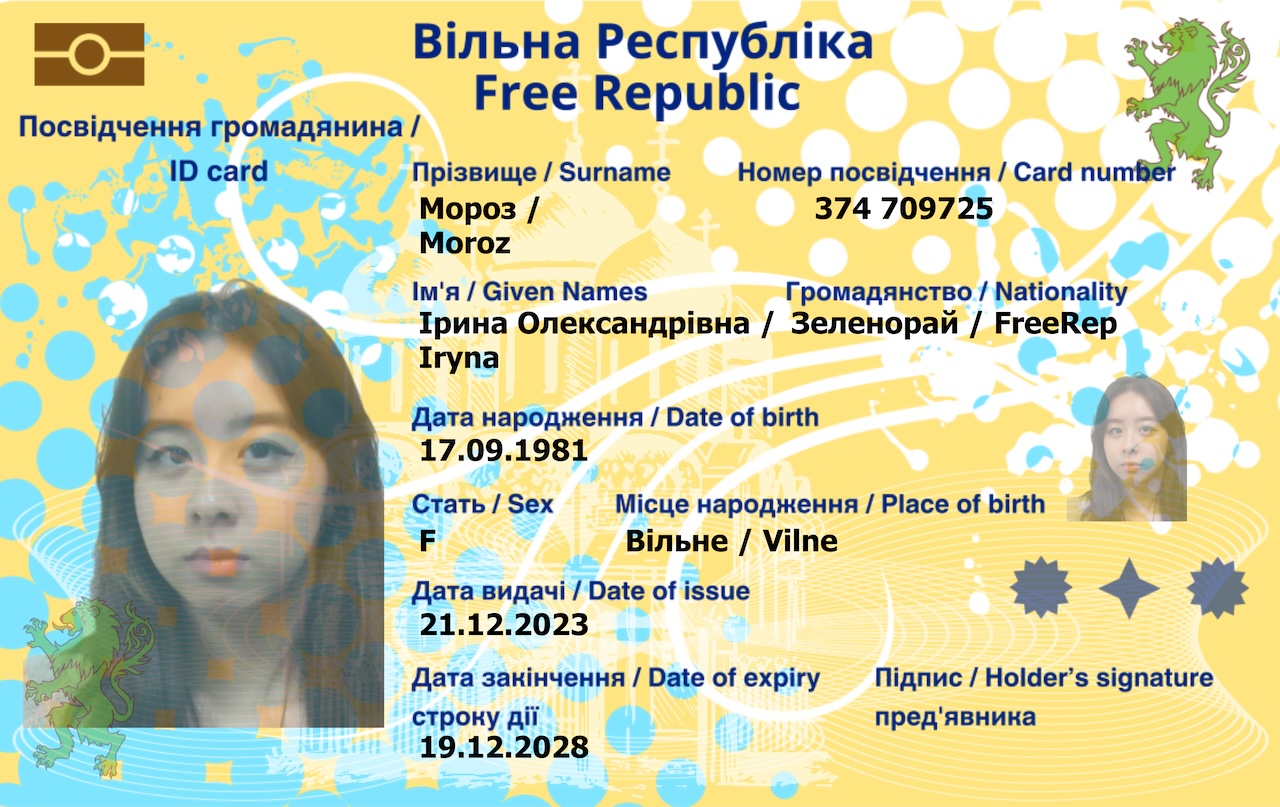 Вільна Республіка
Free Republic
Посвідчення громадянина /
ID card
Прізвище / Surname
Номер посвідчення / Card number
Мороз /
Moroz
374 709725
Ім'я / Given Names
Громадянство / Nationality
Ірина Олександрівна /
Iryna
Зеленорай / FreeRep
Дата народження / Date of birth
17.09.1981
Стать / Sex
Місце народження / Place of birth
F
Вільне / Vilne
Дата видачі / Date of issue
21.12.2023
Дата закінчення / Date of expiry
строку дії
19.12.2028
Підпис / Holder’s signature
пред'явника